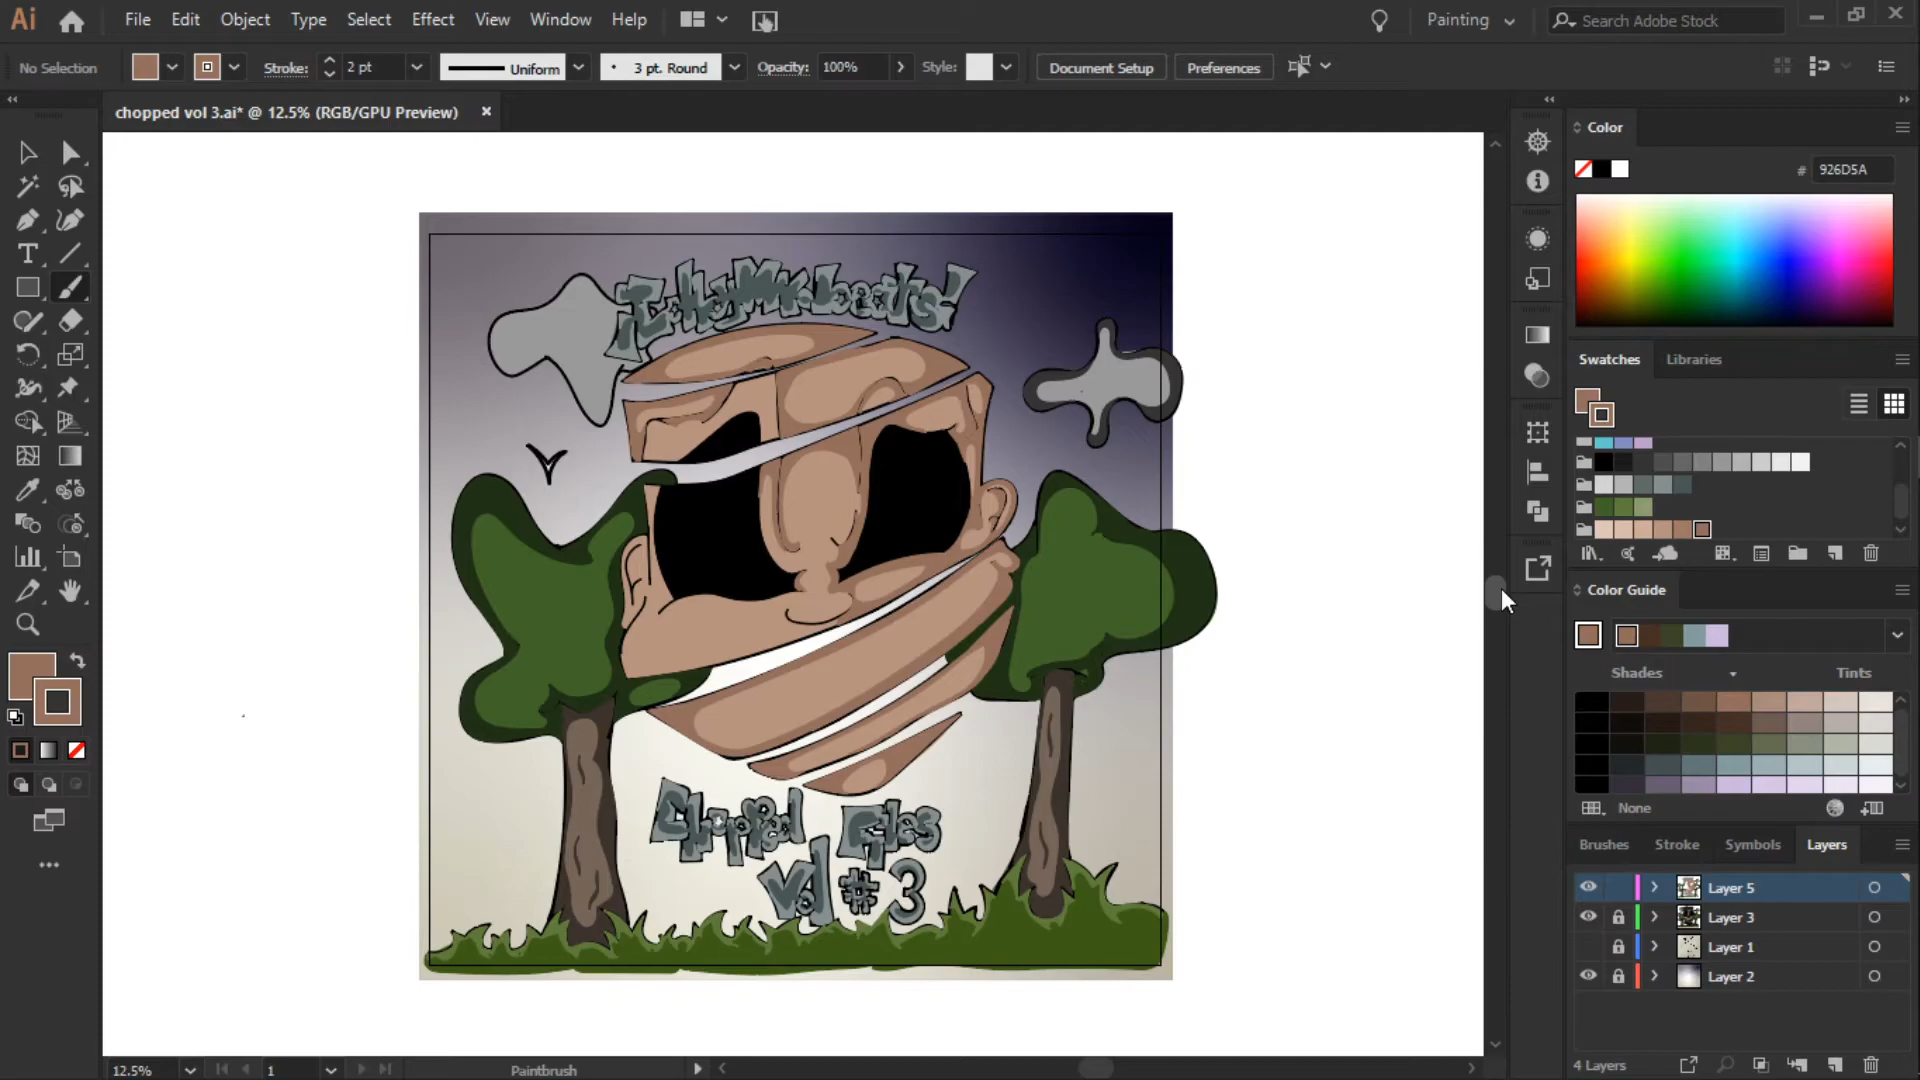 Ai File Edit Object Type Select Effect View Window Help Painting Search Adobe Stock
No Selection Stroke: 2 pt Uniform 3 pt. Round Opacity: 100% Style: Document Setup Preferences
chopped vol 3.ai* @ 12.5% (RGB/GPU Preview)
Color
# 926D5A
Swatches Libraries
Color Guide
Shades Tints
None
Brushes Stroke Symbols Layers
Layer 5
Layer 3
Layer 1
Layer 2
4 Layers
Chopped Files
Vol # 3
12.5% 1 Paintbrush